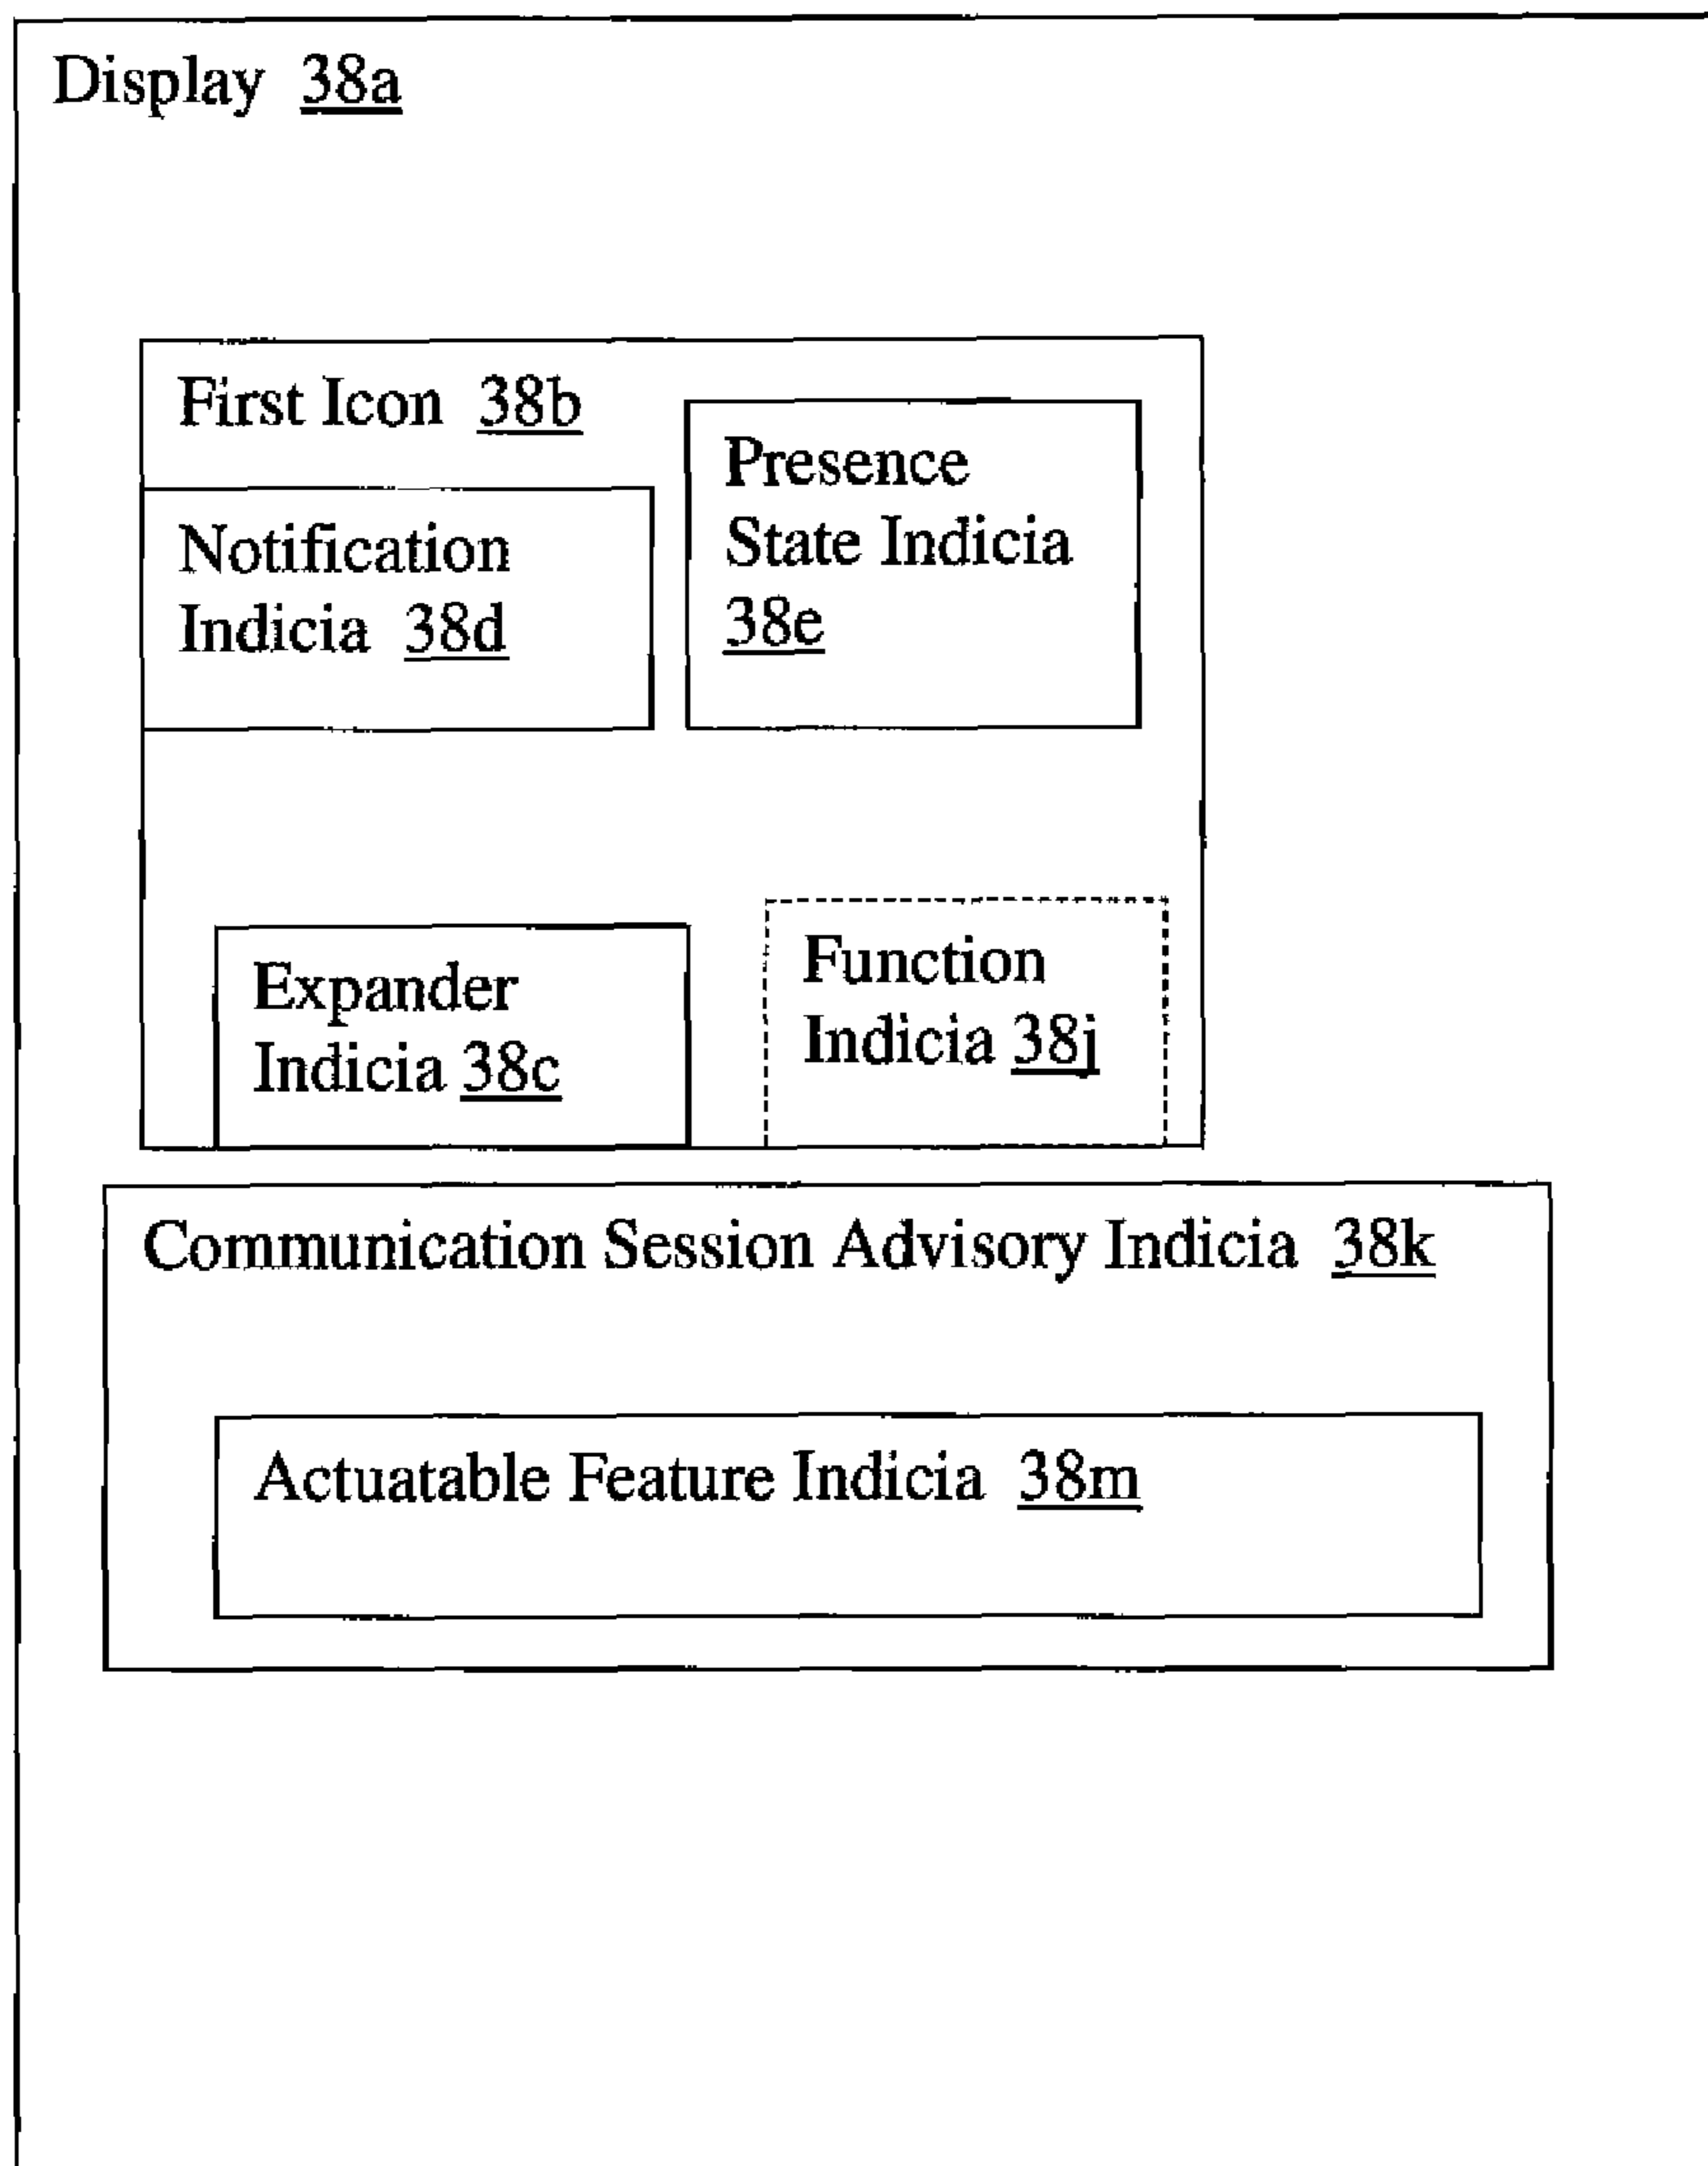 Display 38a
First Icon 38b
Notification
Indicia 38d
Presence
State Indicia
38e
Expander
Indicia 38c
Function
Indicia 38j
Communication Session Advisory Indicia 38k
Actuatable Feature Indicia 38m